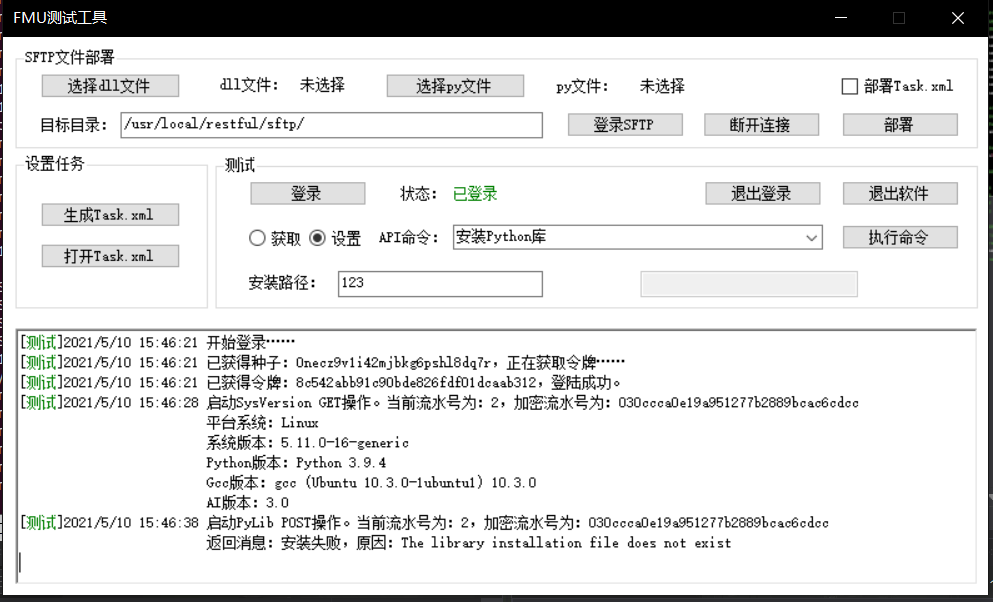 FMU测试工具
SFTP文件部署
选择dll文件 dll文件: 未选择 选择py文件 py文件: 未选择 部署Task.xml
目标目录: /usr/local/restful/sftp/ 登录SFTP 断开连接 部署
设置任务
测试
生成Task.xml
打开Task.xml
登录 状态: 已登录 退出登录 退出软件
获取 设置 API命令: 安装Python库 执行命令
安装路径: 123
[测试]2021/5/10 15:46:21 开始登录……
[测试]2021/5/10 15:46:21 已获得种子: 0necz9v1i42mjbkg6pshl8dq7r, 正在获取令牌……
[测试]2021/5/10 15:46:21 已获得令牌: 8c542abb91c90bde826fdf01dcaab312, 登陆成功。
[测试]2021/5/10 15:46:28 启动SysVersion GET操作。当前流水号为: 2, 加密流水号为: 030ccca0e19a951277b2889bcac6cdcc
平台系统: Linux
系统版本: 5.11.0-16-generic
Python版本: Python 3.9.4
Gcc版本: gcc (Ubuntu 10.3.0-1ubuntu1) 10.3.0
AI版本: 3.0
[测试]2021/5/10 15:46:38 启动PyLib POST操作。当前流水号为: 2, 加密流水号为: 030ccca0e19a951277b2889bcac6cdcc
返回消息: 安装失败, 原因: The library installation file does not exist